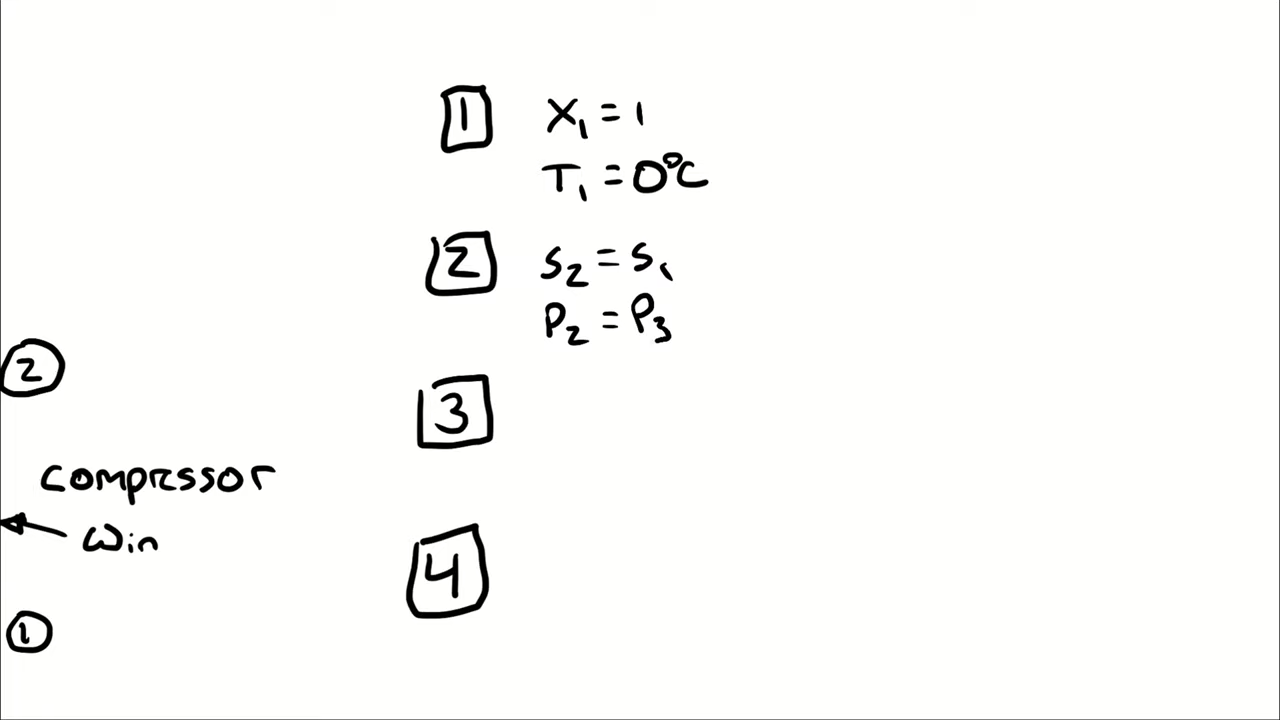 1 X₁ = 1
T₁ = 0°C
2 S₂ = S₁
P₂ = P₃
2
3
compressor
Win
4
1